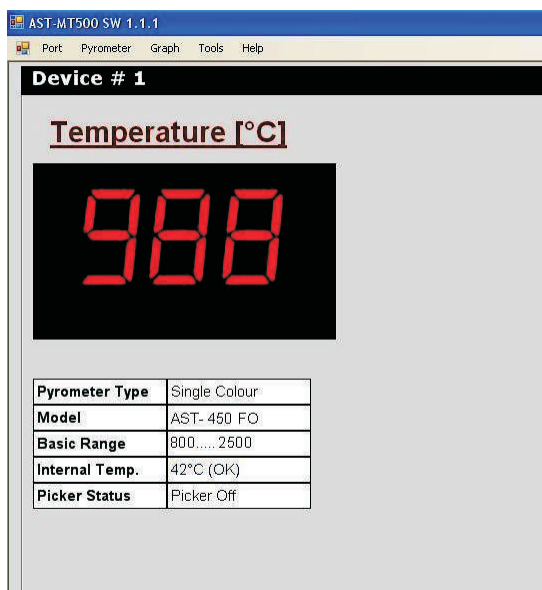 AST-MT500 SW 1.1.1
Port Pyrometer Graph Tools Help
Device # 1
Temperature [°C]
988
Pyrometer Type Single Colour
Model AST- 450 FO
Basic Range 800.....2500
Internal Temp. 42°C (OK)
Picker Status Picker Off